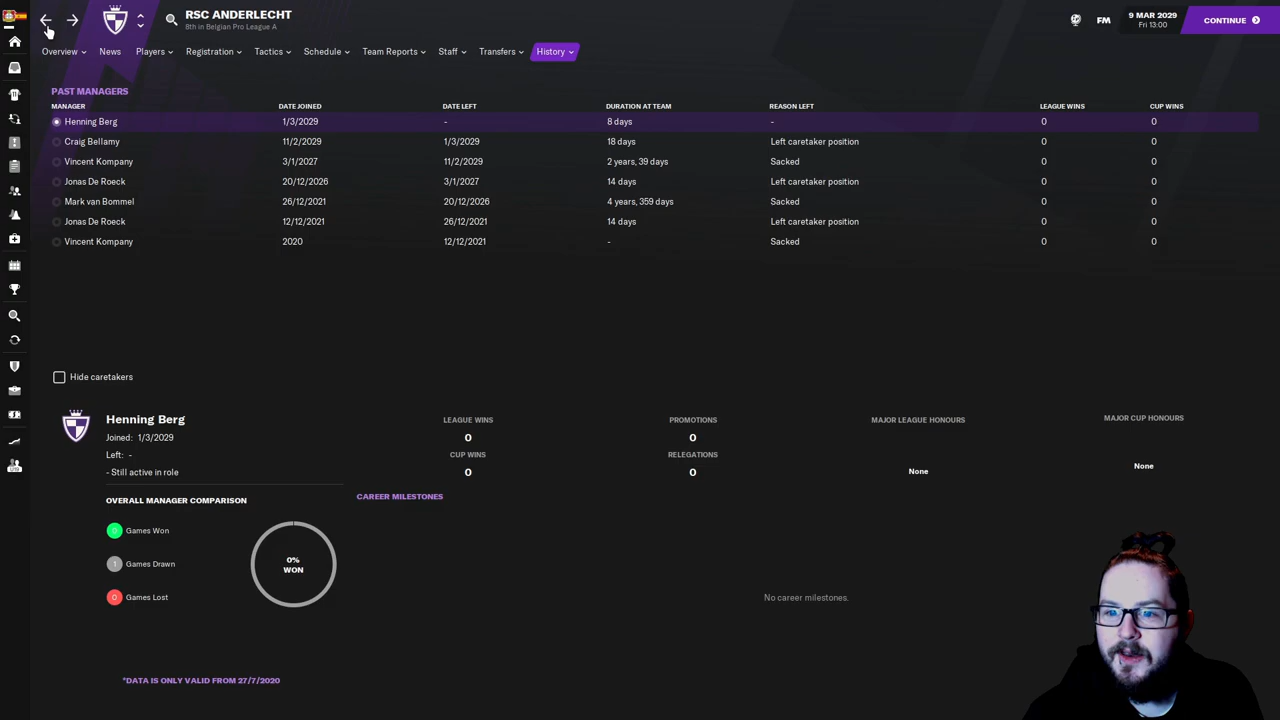 RSC ANDERLECHT
8th in Belgian Pro League A
FM
9 MAR 2029
Fri 13:00
CONTINUE
Overview News Players Registration Tactics Schedule Team Reports Staff Transfers History
PAST MANAGERS
MANAGER DATE JOINED DATE LEFT DURATION AT TEAM REASON LEFT LEAGUE WINS CUP WINS
Henning Berg 1/3/2029 - 8 days - 0 0
Craig Bellamy 11/2/2029 1/3/2029 18 days Left caretaker position 0 0
Vincent Kompany 3/1/2027 11/2/2029 2 years, 39 days Sacked 0 0
Jonas De Roeck 20/12/2026 3/1/2027 14 days Left caretaker position 0 0
Mark van Bommel 26/12/2021 20/12/2026 4 years, 359 days Sacked 0 0
Jonas De Roeck 12/12/2021 26/12/2021 14 days Left caretaker position 0 0
Vincent Kompany 2020 12/12/2021 - Sacked 0 0
Hide caretakers
Henning Berg
Joined: 1/3/2029
Left: -
- Still active in role
LEAGUE WINS
0
CUP WINS
0
PROMOTIONS
0
RELEGATIONS
0
MAJOR LEAGUE HONOURS
None
MAJOR CUP HONOURS
None
OVERALL MANAGER COMPARISON
0 Games Won
1 Games Drawn
0 Games Lost
0%
WON
CAREER MILESTONES
No career milestones.
*DATA IS ONLY VALID FROM 27/7/2020